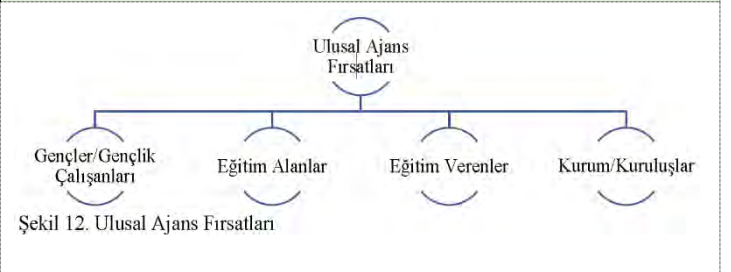 Ulusal Ajans
Fırsatları
Gençler/Gençlik
Çalışanları
Eğitim Alanlar
Eğitim Verenler
Kurum/Kuruluşlar
Şekil 12. Ulusal Ajans Fırsatları